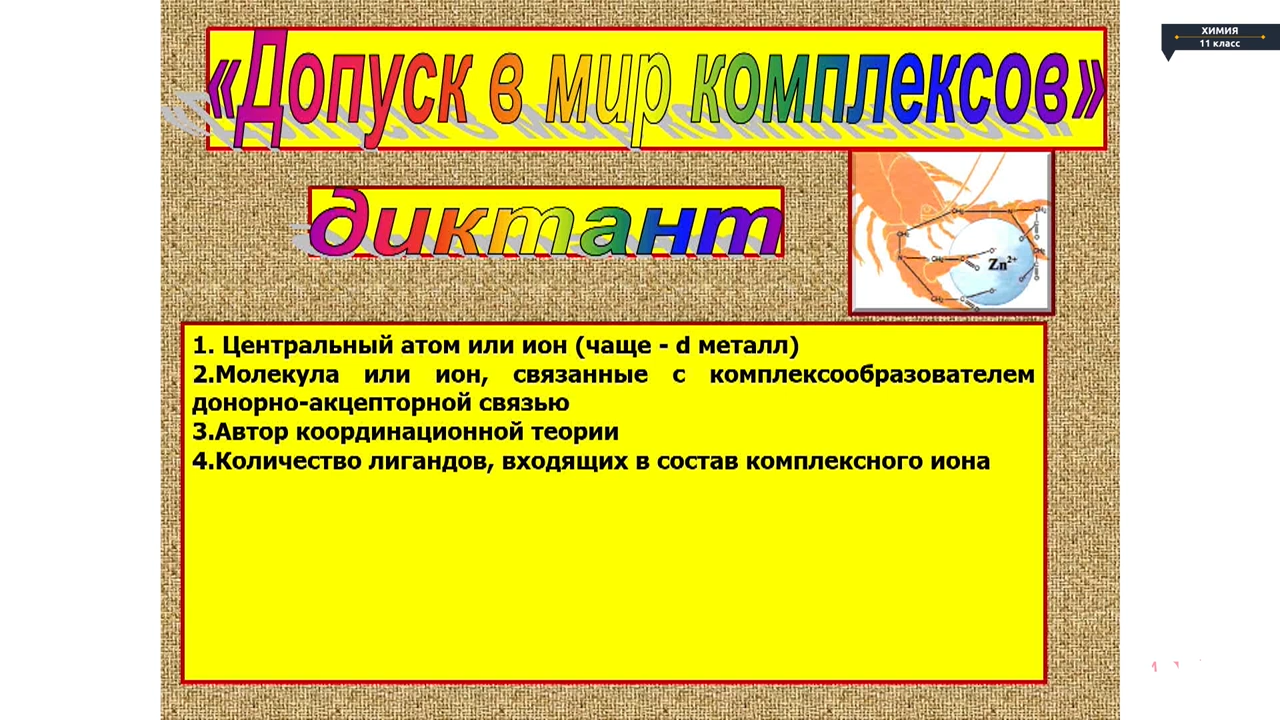 ХИМИЯ
11 класс
«Допуск в мир комплексов»
диктант
Zn2+
1. Центральный атом или ион (чаще - d металл)
2.Молекула или ион, связанные с комплексообразователем
донорно-акцепторной связью
3.Автор координационной теории
4.Количество лигандов, входящих в состав комплексного иона